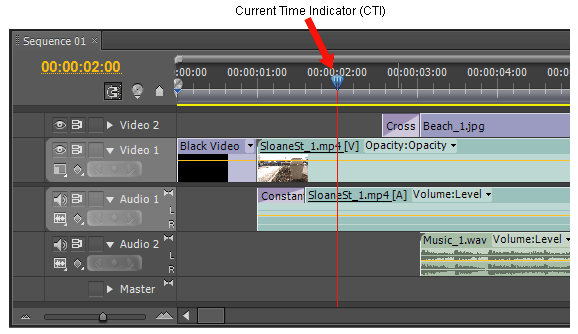 Current Time Indicator (CTI)
Sequence 01 ×
00:00:02:00
:00:00 00:00:01:00 00:00:02:00 00:00:03:00 00:00:04:00 00:00
Video 2 Cross Beach_1.jpg
Video 1 Black Video SloaneSt_1.mp4 [V] Opacity:Opacity
Audio 1 Constan SloaneSt_1.mp4 [A] Volume:Level
L
R
Audio 2 Music_1.wav Volume:Level
L
R
Master